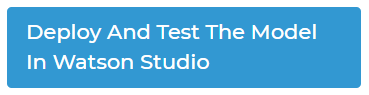 Deploy And Test The Model
In Watson Studio